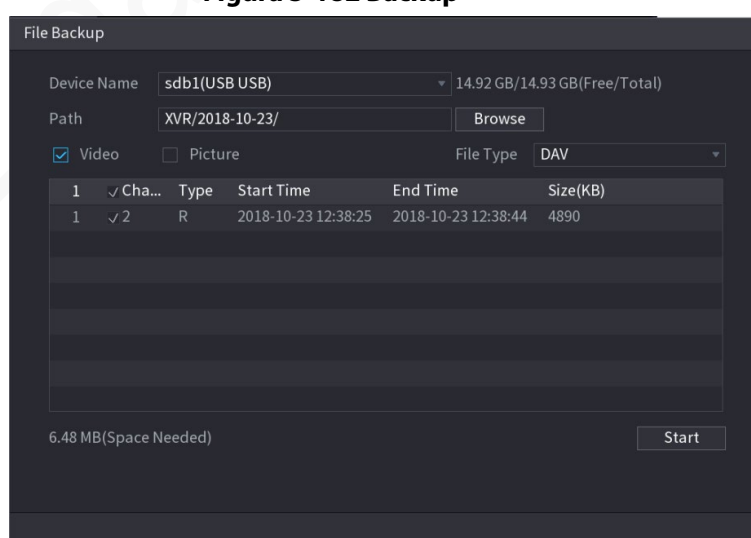 File Backup
Device Name sdb1(USB USB) 14.92 GB/14.93 GB(Free/Total)
Path XVR/2018-10-23/ Browse
Video Picture File Type DAV
1 Cha... Type Start Time End Time Size(KB)
1 2 R 2018-10-23 12:38:25 2018-10-23 12:38:44 4890
6.48 MB(Space Needed) Start